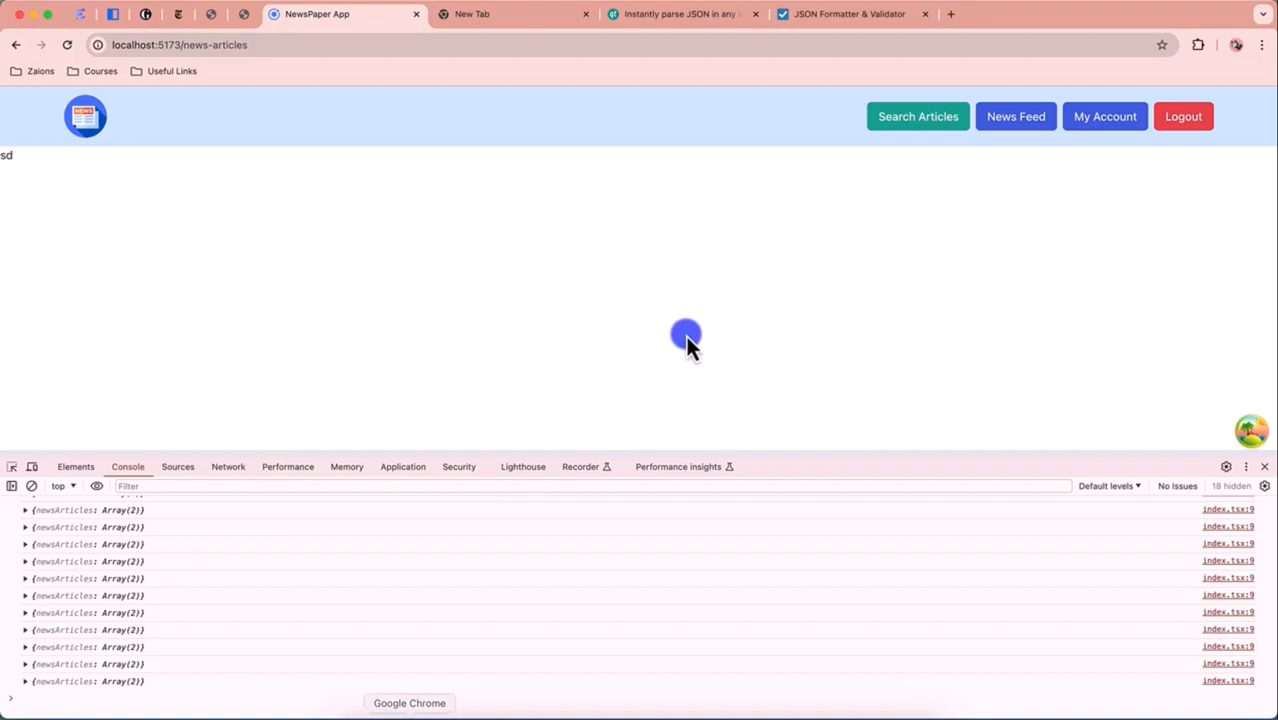 NewsPaper App
New Tab
Instantly parse JSON in any l
JSON Formatter & Validator
localhost:5173/news-articles
Zaions
Courses
Useful Links
NEWS
Search Articles
News Feed
My Account
Logout
sd
Elements
Console
Sources
Network
Performance
Memory
Application
Security
Lighthouse
Recorder
Performance insights
top
Filter
Default levels
No Issues
18 hidden
{newsArticles: Array(2)} index.tsx:9
{newsArticles: Array(2)} index.tsx:9
{newsArticles: Array(2)} index.tsx:9
{newsArticles: Array(2)} index.tsx:9
{newsArticles: Array(2)} index.tsx:9
{newsArticles: Array(2)} index.tsx:9
{newsArticles: Array(2)} index.tsx:9
{newsArticles: Array(2)} index.tsx:9
{newsArticles: Array(2)} index.tsx:9
{newsArticles: Array(2)} index.tsx:9
{newsArticles: Array(2)} index.tsx:9
Google Chrome